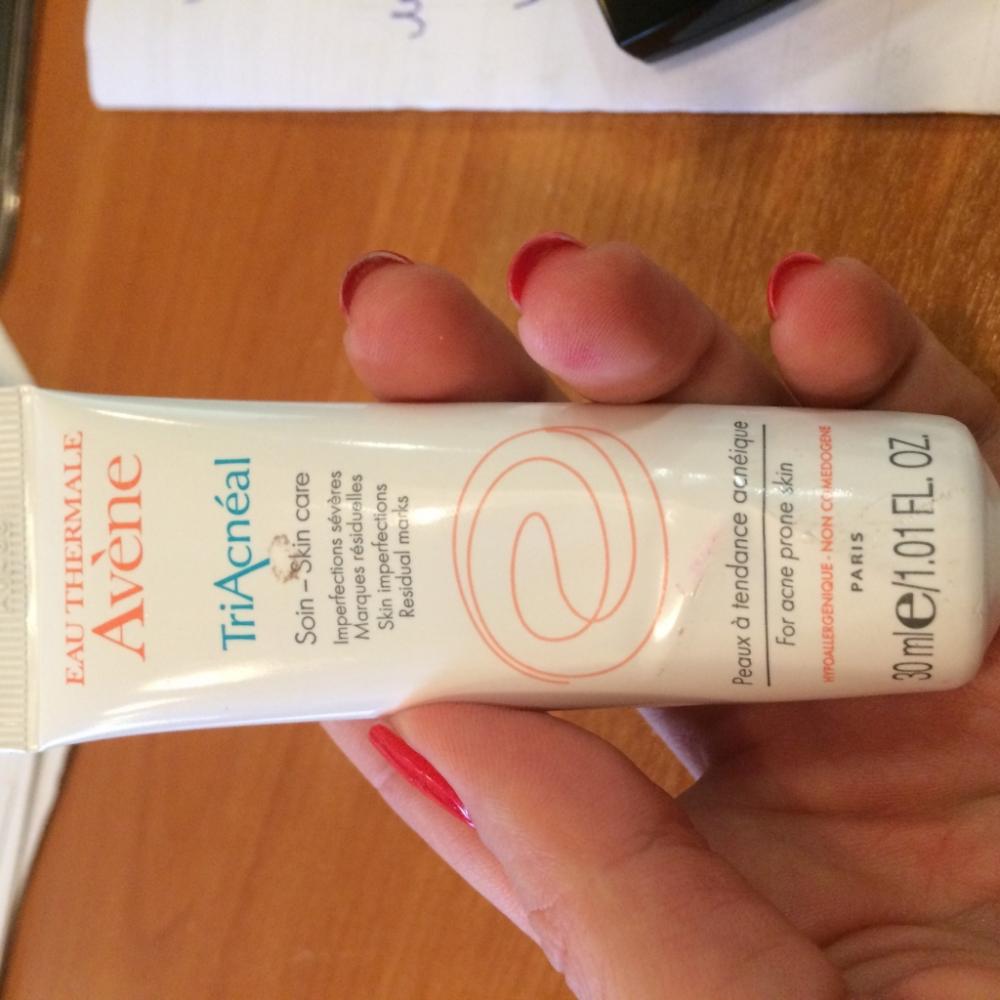 EAU THERMALE
Avène
TriAcnéal
Soin – Skin care
Imperfections sévères
Marques résiduelles
Skin imperfections
Residual marks
Peaux à tendance acnéique
For acne prone skin
HYPOALLERGÉNIQUE - NON COMEDOGENE
PARIS
30 ml e/1.01 FL. OZ.